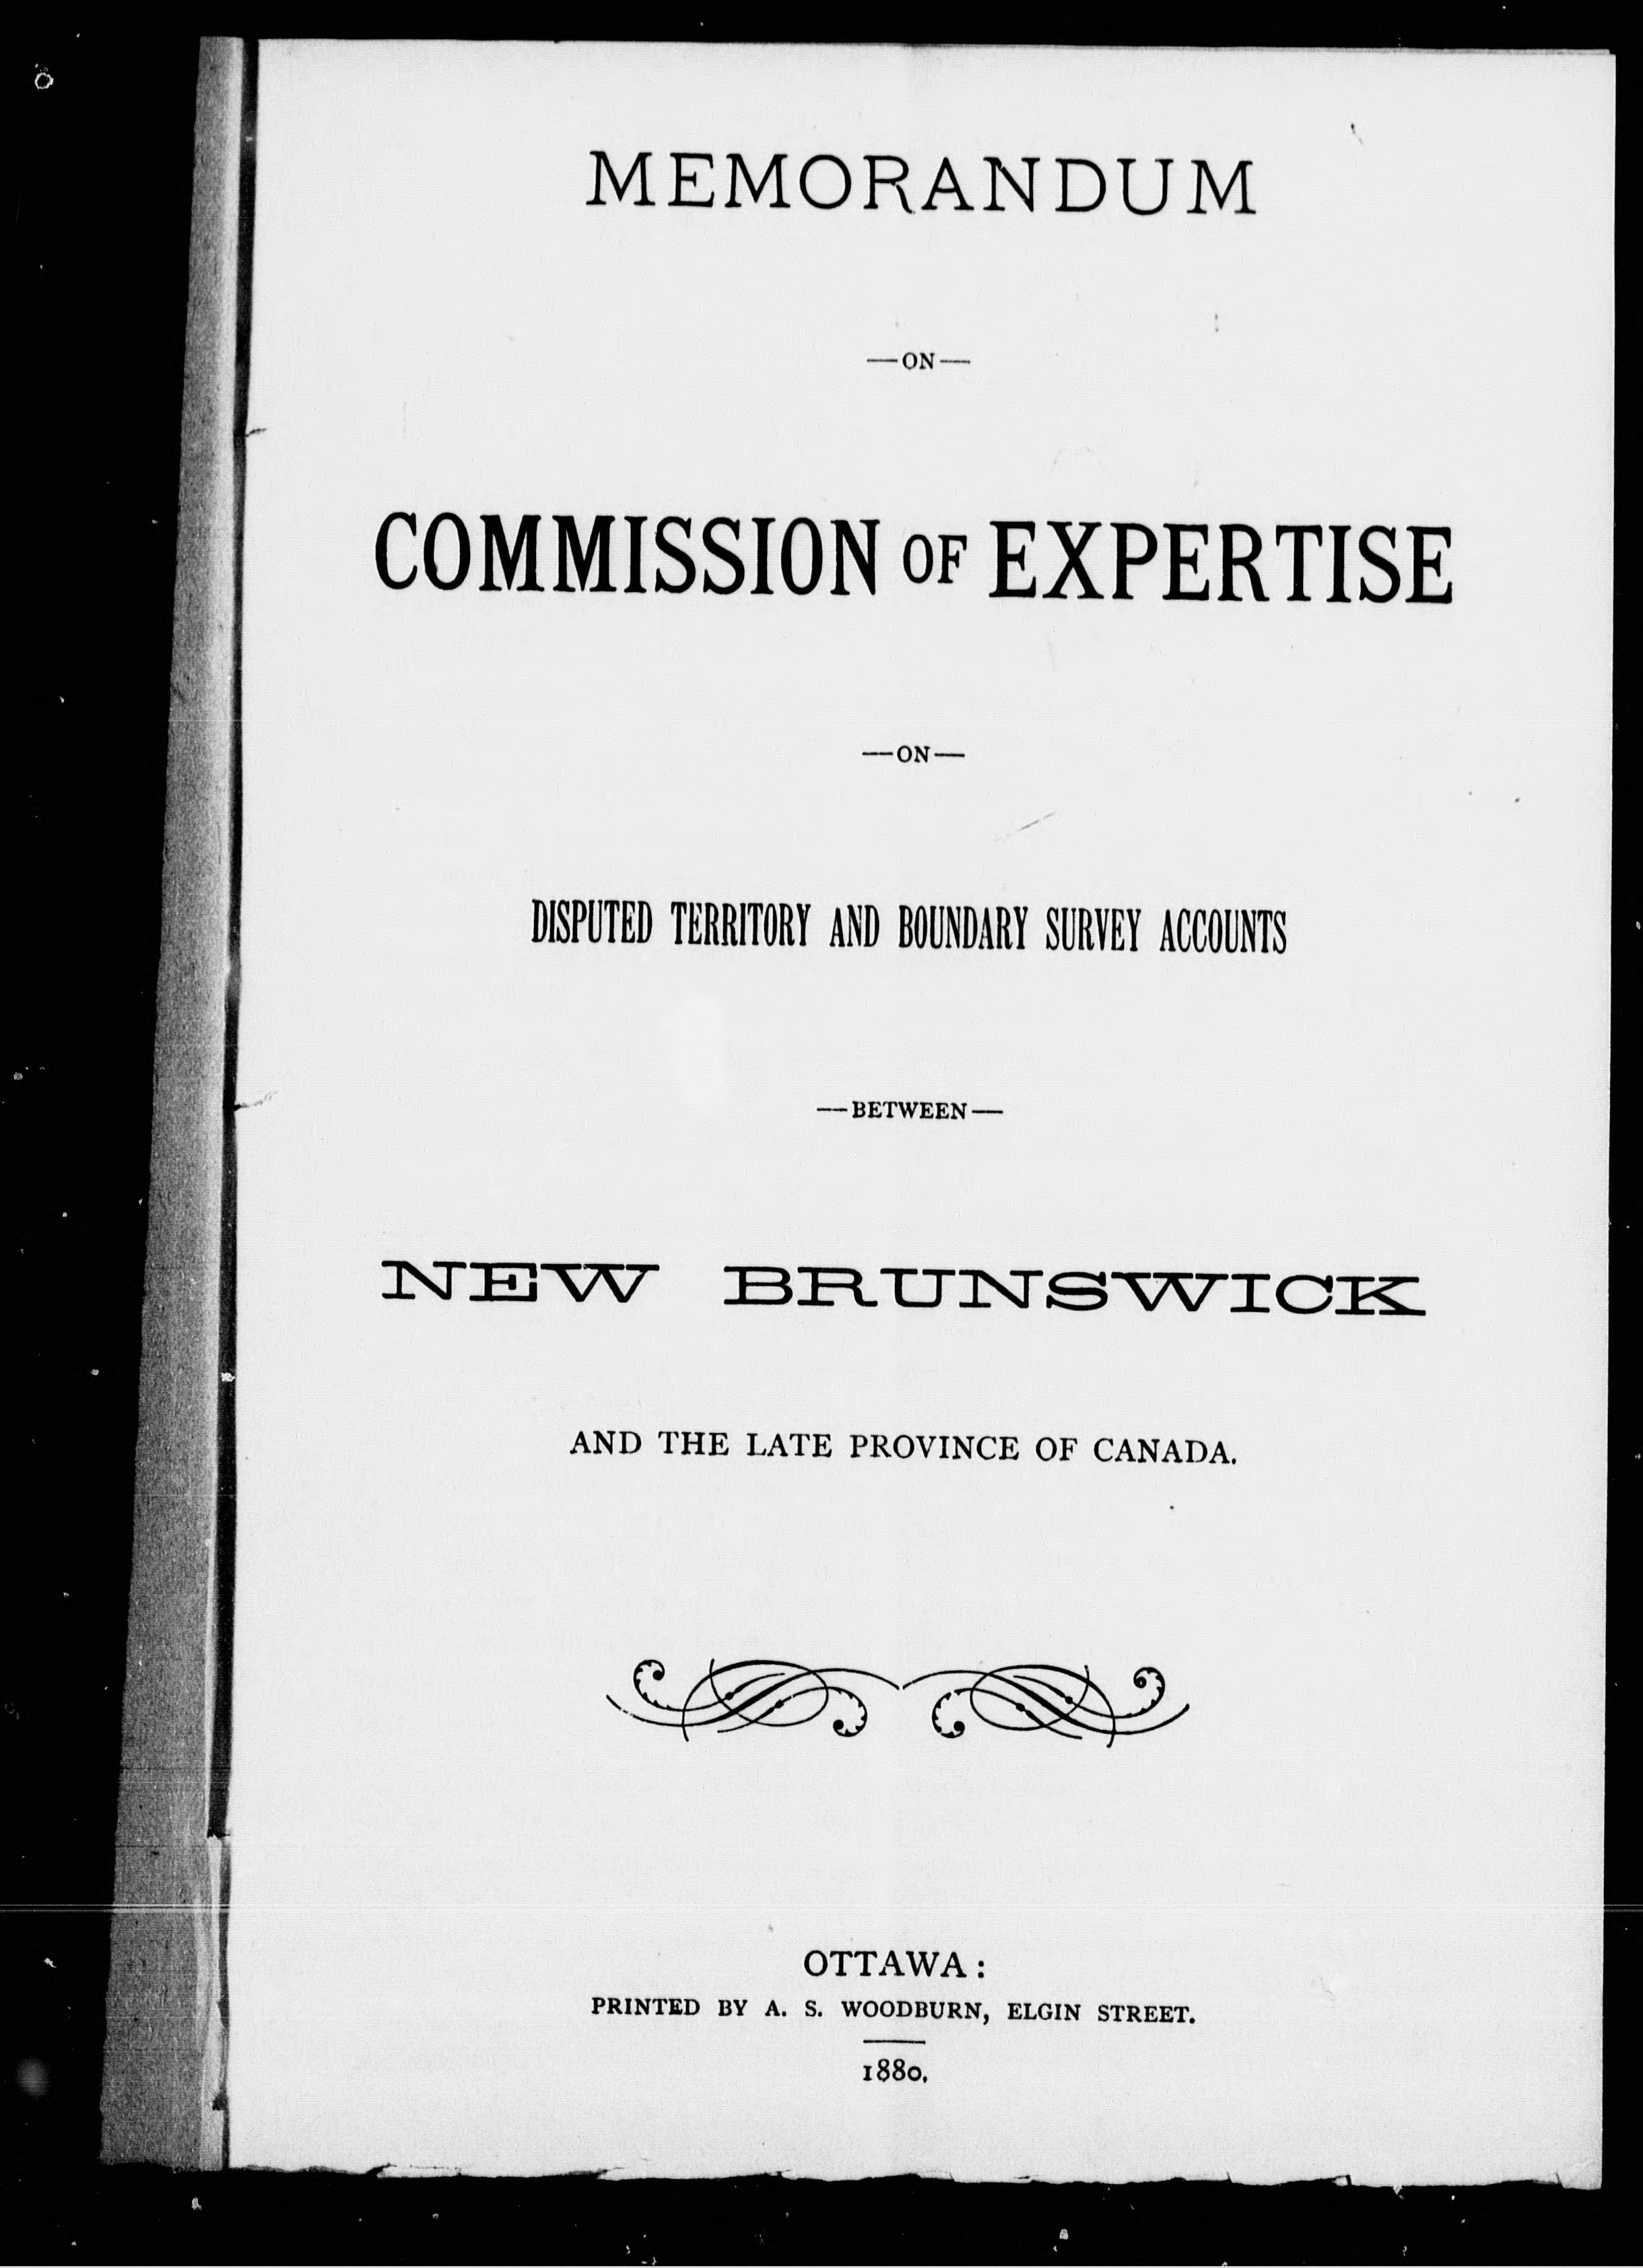 MEMORANDUM
—ON—
COMMISSION OF EXPERTISE
—ON—
DISPUTED TERRITORY AND BOUNDARY SURVEY ACCOUNTS
—BETWEEN—
NEW BRUNSWICK
AND THE LATE PROVINCE OF CANADA.
OTTAWA:
PRINTED BY A. S. WOODBURN, ELGIN STREET.
1880.